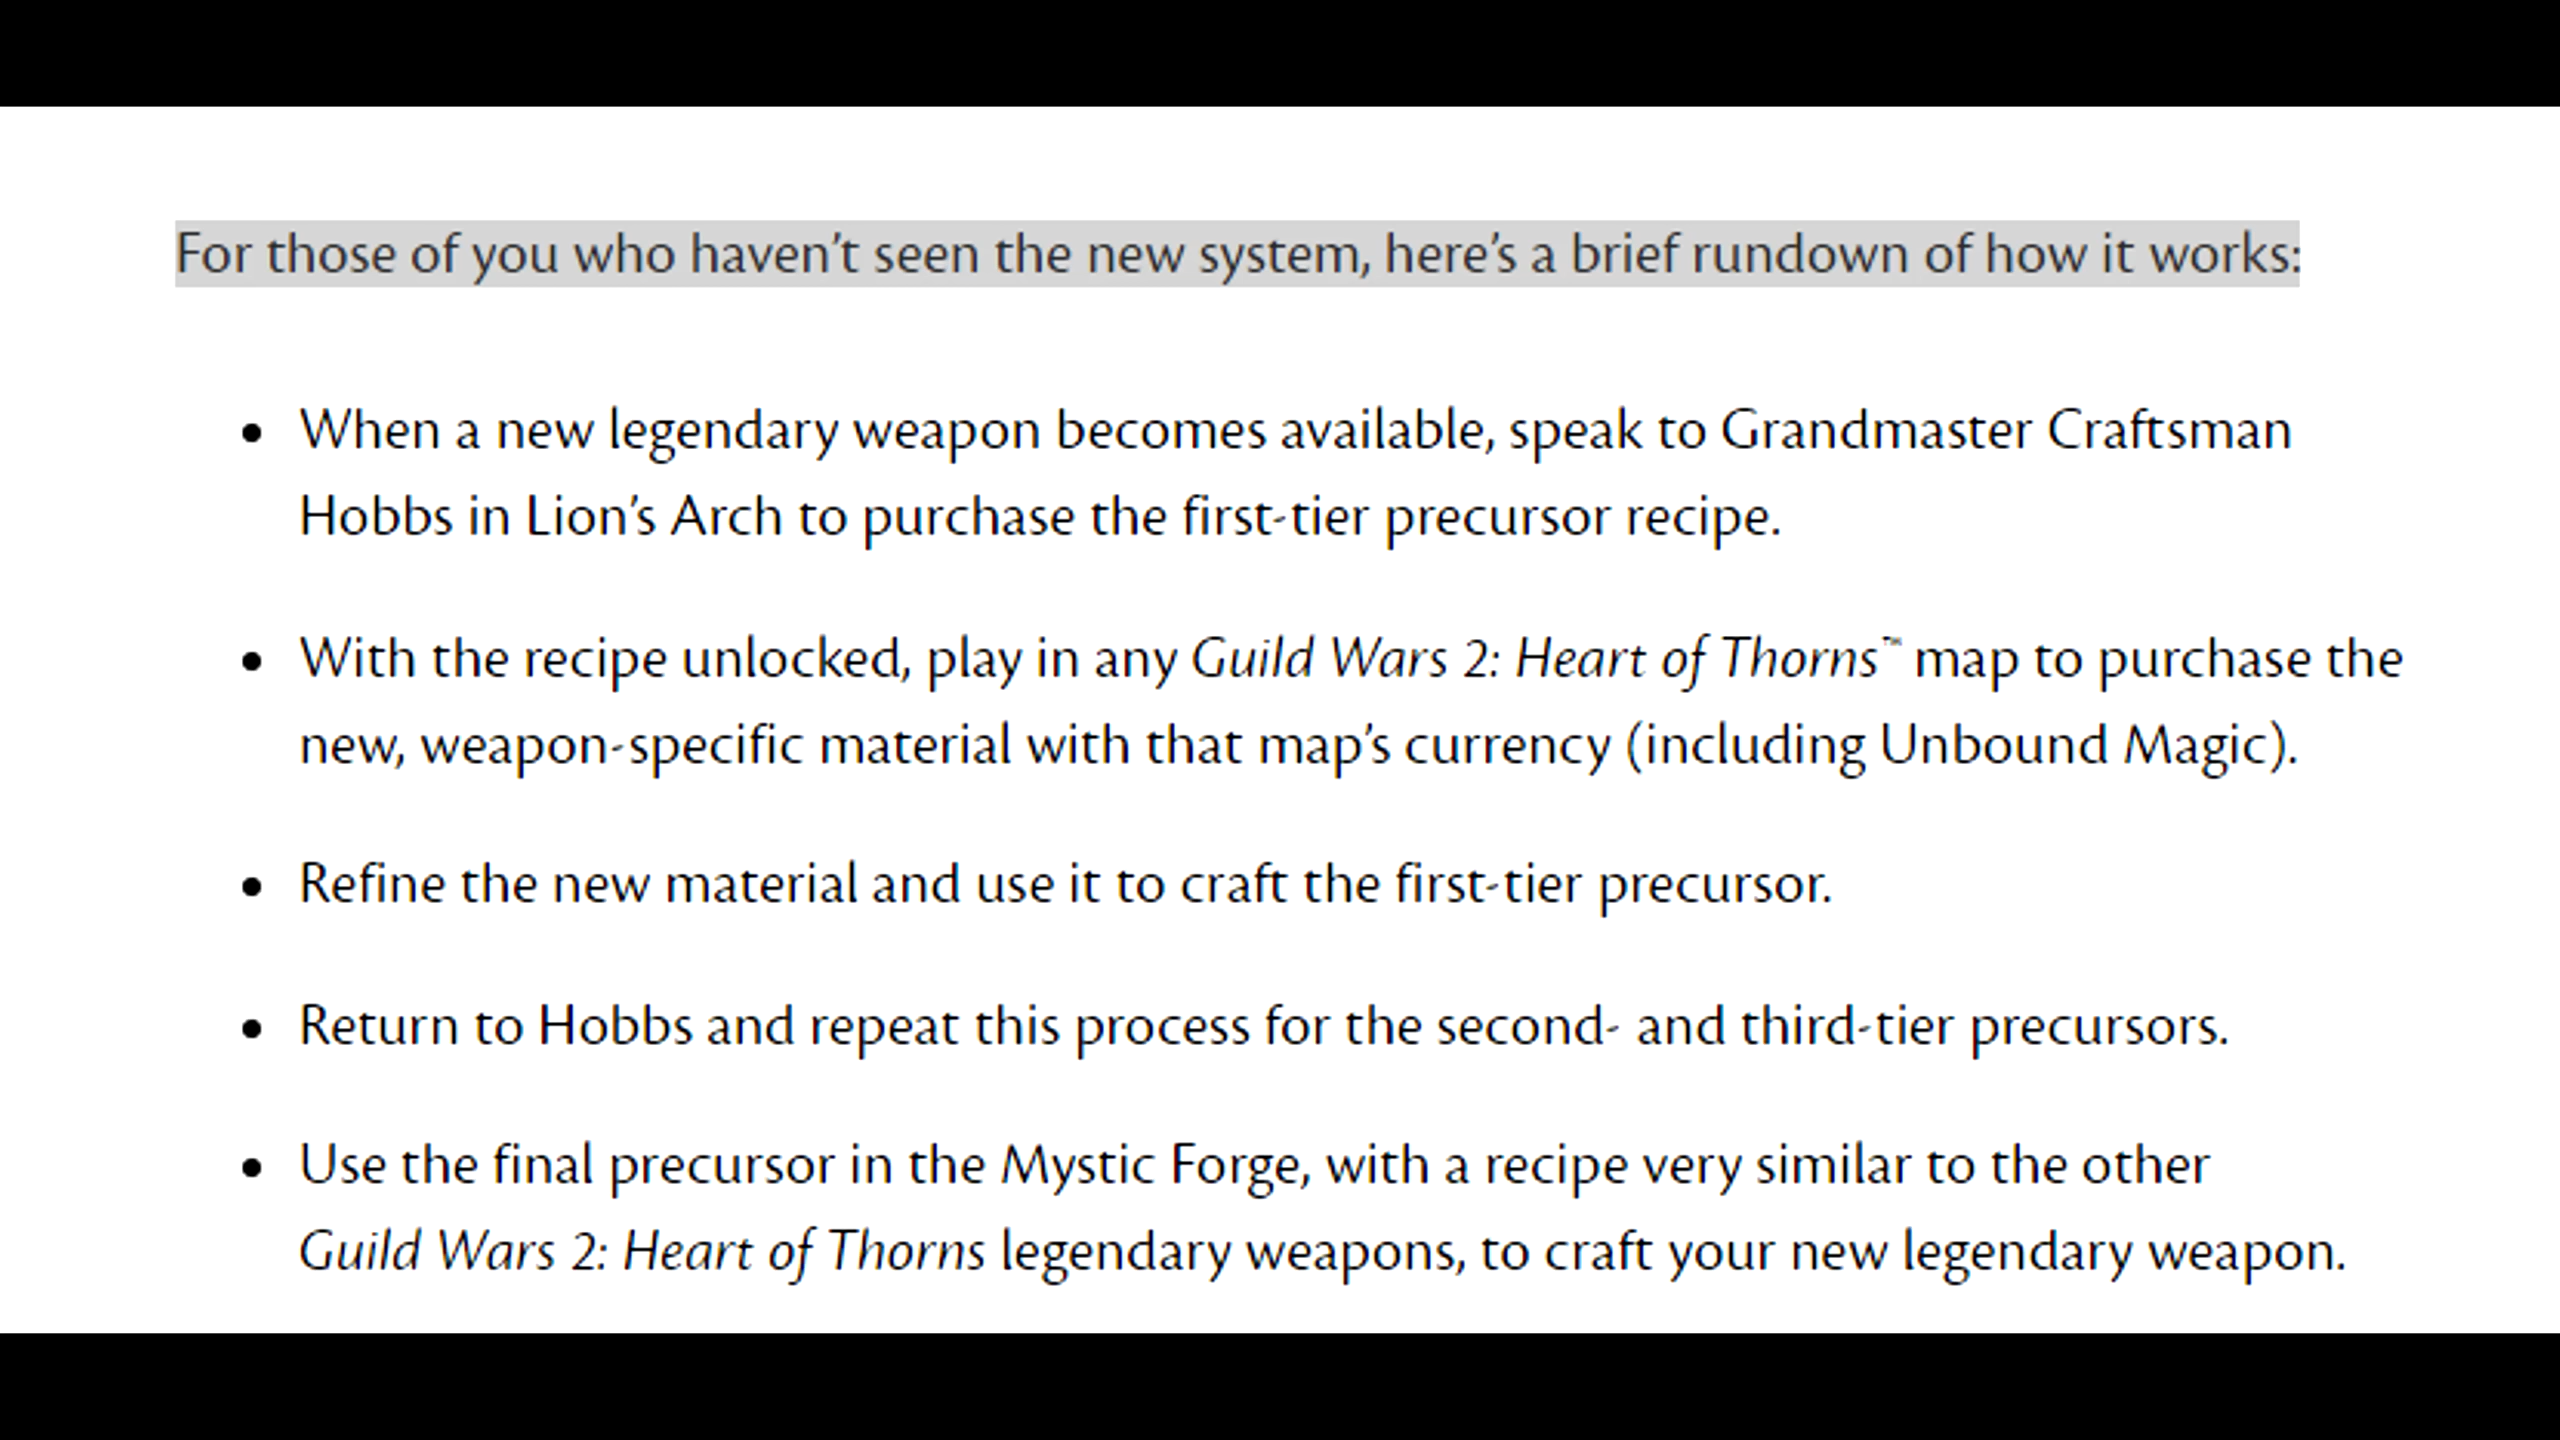 For those of you who haven’t seen the new system, here’s a brief rundown of how it works:
• When a new legendary weapon becomes available, speak to Grandmaster Craftsman
Hobbs in Lion’s Arch to purchase the first-tier precursor recipe.
• With the recipe unlocked, play in any Guild Wars 2: Heart of Thorns™ map to purchase the
new, weapon-specific material with that map’s currency (including Unbound Magic).
• Refine the new material and use it to craft the first-tier precursor.
• Return to Hobbs and repeat this process for the second- and third-tier precursors.
• Use the final precursor in the Mystic Forge, with a recipe very similar to the other
Guild Wars 2: Heart of Thorns legendary weapons, to craft your new legendary weapon.